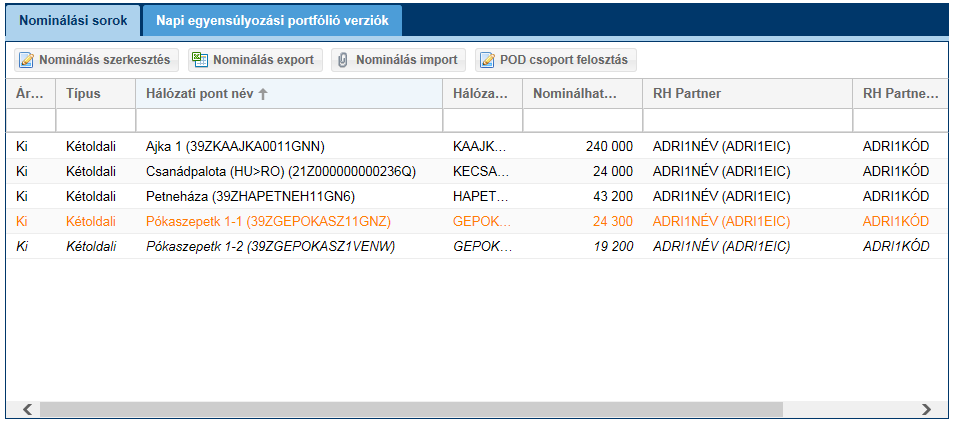 Nominálási sorok Napi egyensúlyozási portfólió verziók
Nominálás szerkesztés Nominálás export Nominálás import POD csoport felosztás
Ár... Típus Hálózati pont név Hálóza... Nominálhat... RH Partner RH Partne...
Ki Kétoldali Ajka 1 (39ZKAAJKA0011GNN) KAAJK... 240 000 ADRI1NÉV (ADRI1EIC) ADRI1KÓD
Ki Kétoldali Csanádpalota (HU>RO) (21Z000000000236Q) KECSA... 24 000 ADRI1NÉV (ADRI1EIC) ADRI1KÓD
Ki Kétoldali Petneháza (39ZHAPETNEH11GN6) HAPET... 43 200 ADRI1NÉV (ADRI1EIC) ADRI1KÓD
Ki Kétoldali Pókaszepetk 1-1 (39ZGEPOKASZ11GNZ) GEPOK... 24 300 ADRI1NÉV (ADRI1EIC) ADRI1KÓD
Ki Kétoldali Pókaszepetk 1-2 (39ZGEPOKASZ1VENW) GEPOK... 19 200 ADRI1NÉV (ADRI1EIC) ADRI1KÓD